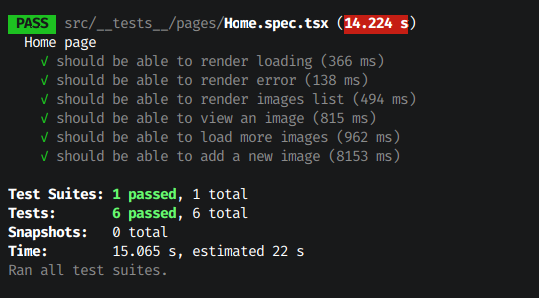 PASS src/__tests__/pages/Home.spec.tsx (14.224 s)
Home page
√ should be able to render loading (366 ms)
√ should be able to render error (138 ms)
√ should be able to render images list (494 ms)
√ should be able to view an image (815 ms)
√ should be able to load more images (962 ms)
√ should be able to add a new image (8153 ms)
Test Suites: 1 passed, 1 total
Tests: 6 passed, 6 total
Snapshots: 0 total
Time: 15.065 s, estimated 22 s
Ran all test suites.